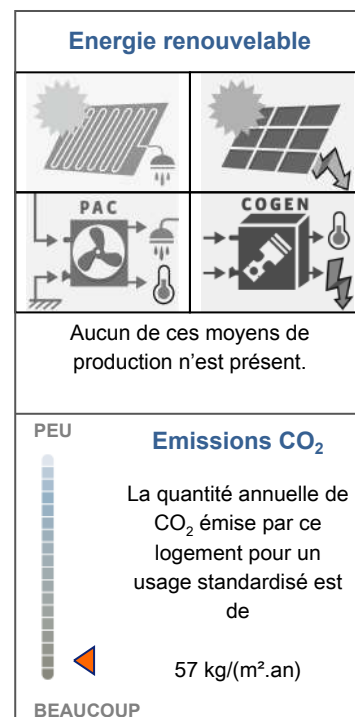 Energie renouvelable
PAC
COGEN
Aucun de ces moyens de
production n’est présent.
PEU
Emissions CO₂
La quantité annuelle de
CO₂ émise par ce
logement pour un
usage standardisé est
de
57 kg/(m².an)
BEAUCOUP